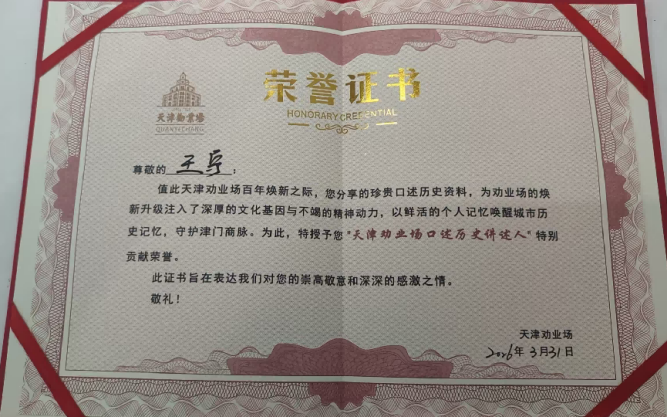 天津劝业场
QUANYECHANG
荣誉证书
HONORARY CREDENTIAL
尊敬的 王亭：
值此天津劝业场百年焕新之际，您分享的珍贵口述历史资料，为劝业场的焕
新升级注入了深厚的文化基因与不竭的精神动力，以鲜活的个人记忆唤醒城市历
史记忆，守护津门商脉。为此，特授予您“天津劝业场口述历史讲述人”特别
贡献荣誉。
此证书旨在表达我们对您的崇高敬意和深深的感激之情。
敬礼！
天津劝业场
2026年3月31日